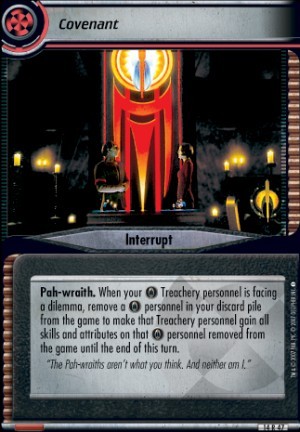 Covenant
Interrupt
Pah-wraith. When your Treachery personnel is facing
a dilemma, remove a personnel in your discard pile
from the game to make that Treachery personnel gain all
skills and attributes on that personnel removed from
the game until the end of this turn.
"The Pah-wraiths aren't what you think. And neither am I."
14 R 47